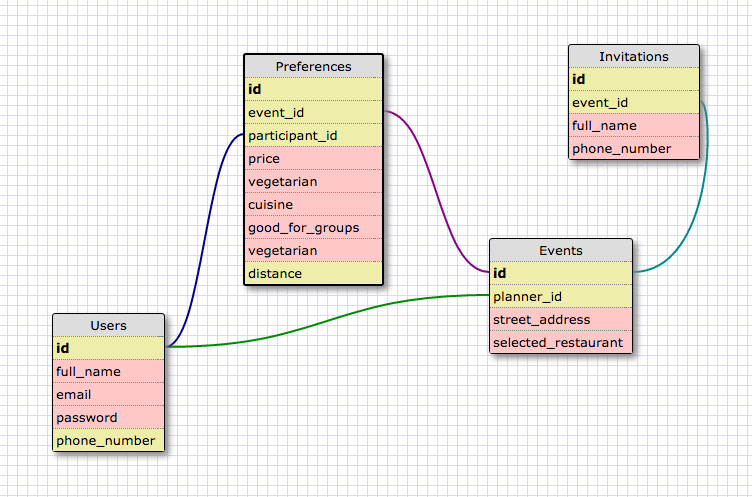 Preferences
id
event_id
participant_id
price
vegetarian
cuisine
good_for_groups
vegetarian
distance
Invitations
id
event_id
full_name
phone_number
Events
id
planner_id
street_address
selected_restaurant
Users
id
full_name
email
password
phone_number